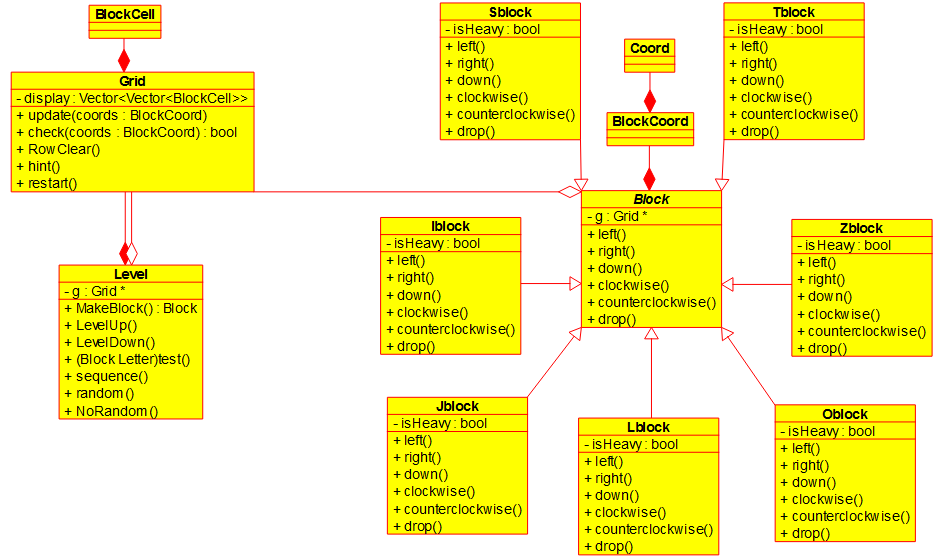 BlockCell
Grid
- display : Vector<Vector<BlockCell>>
+ update(coords : BlockCoord)
+ check(coords : BlockCoord) : bool
+ RowClear()
+ hint()
+ restart()
Level
- g : Grid *
+ MakeBlock() : Block
+ LevelUp()
+ LevelDown()
+ (Block Letter)test()
+ sequence()
+ random()
+ NoRandom()
Sblock
- isHeavy : bool
+ left()
+ right()
+ down()
+ clockwise()
+ counterclockwise()
+ drop()
Coord
BlockCoord
Tblock
- isHeavy : bool
+ left()
+ right()
+ down()
+ clockwise()
+ counterclockwise()
+ drop()
Block
- g : Grid *
+ left()
+ right()
+ down()
+ clockwise()
+ counterclockwise()
+ drop()
Iblock
- isHeavy : bool
+ left()
+ right()
+ down()
+ clockwise()
+ counterclockwise()
+ drop()
Zblock
- isHeavy : bool
+ left()
+ right()
+ down()
+ clockwise()
+ counterclockwise()
+ drop()
Jblock
- isHeavy : bool
+ left()
+ right()
+ down()
+ clockwise()
+ counterclockwise()
+ drop()
Lblock
- isHeavy : bool
+ left()
+ right()
+ down()
+ clockwise()
+ counterclockwise()
+ drop()
Oblock
- isHeavy : bool
+ left()
+ right()
+ down()
+ clockwise()
+ counterclockwise()
+ drop()